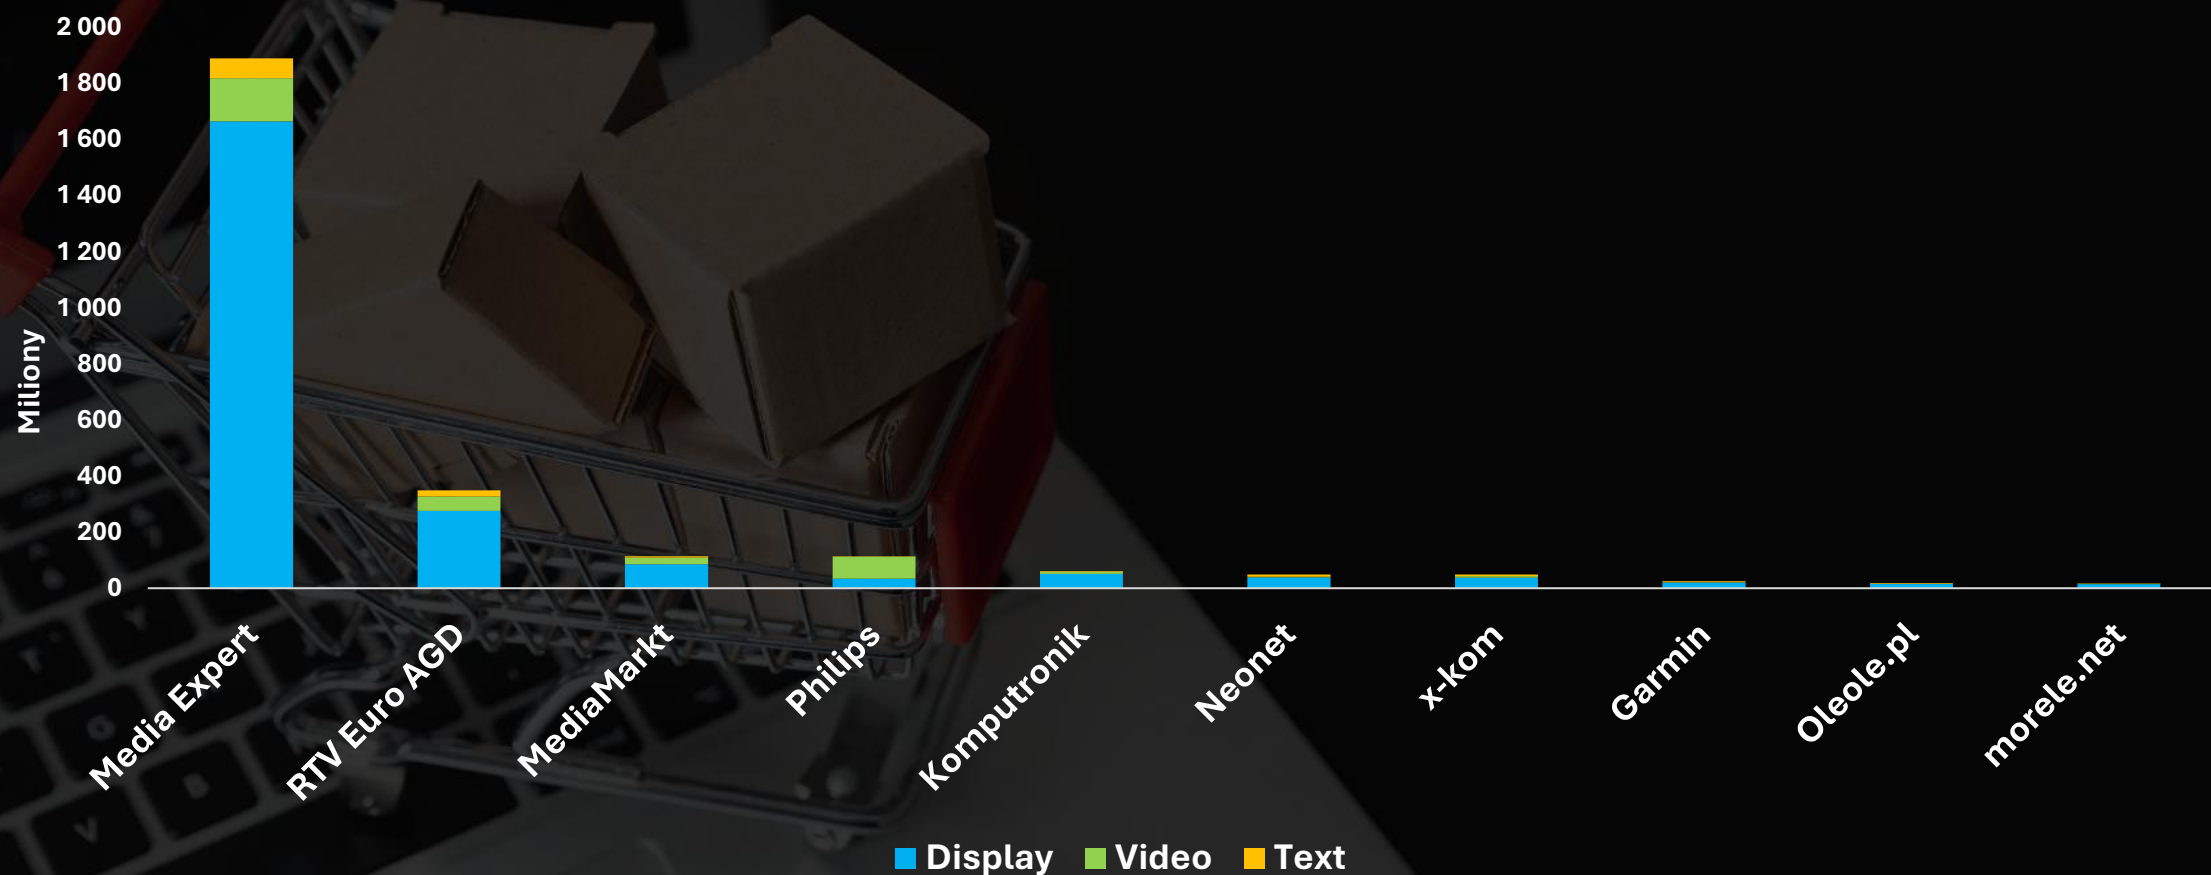 2 000
1 800
1 600
1 400
1 200
1 000
800
600
400
200
0
Miliony
Media Expert
RTV Euro AGD
MediaMarkt
Philips
Komputronik
Neonet
x-kom
Garmin
Oleole.pl
morele.net
Display Video Text